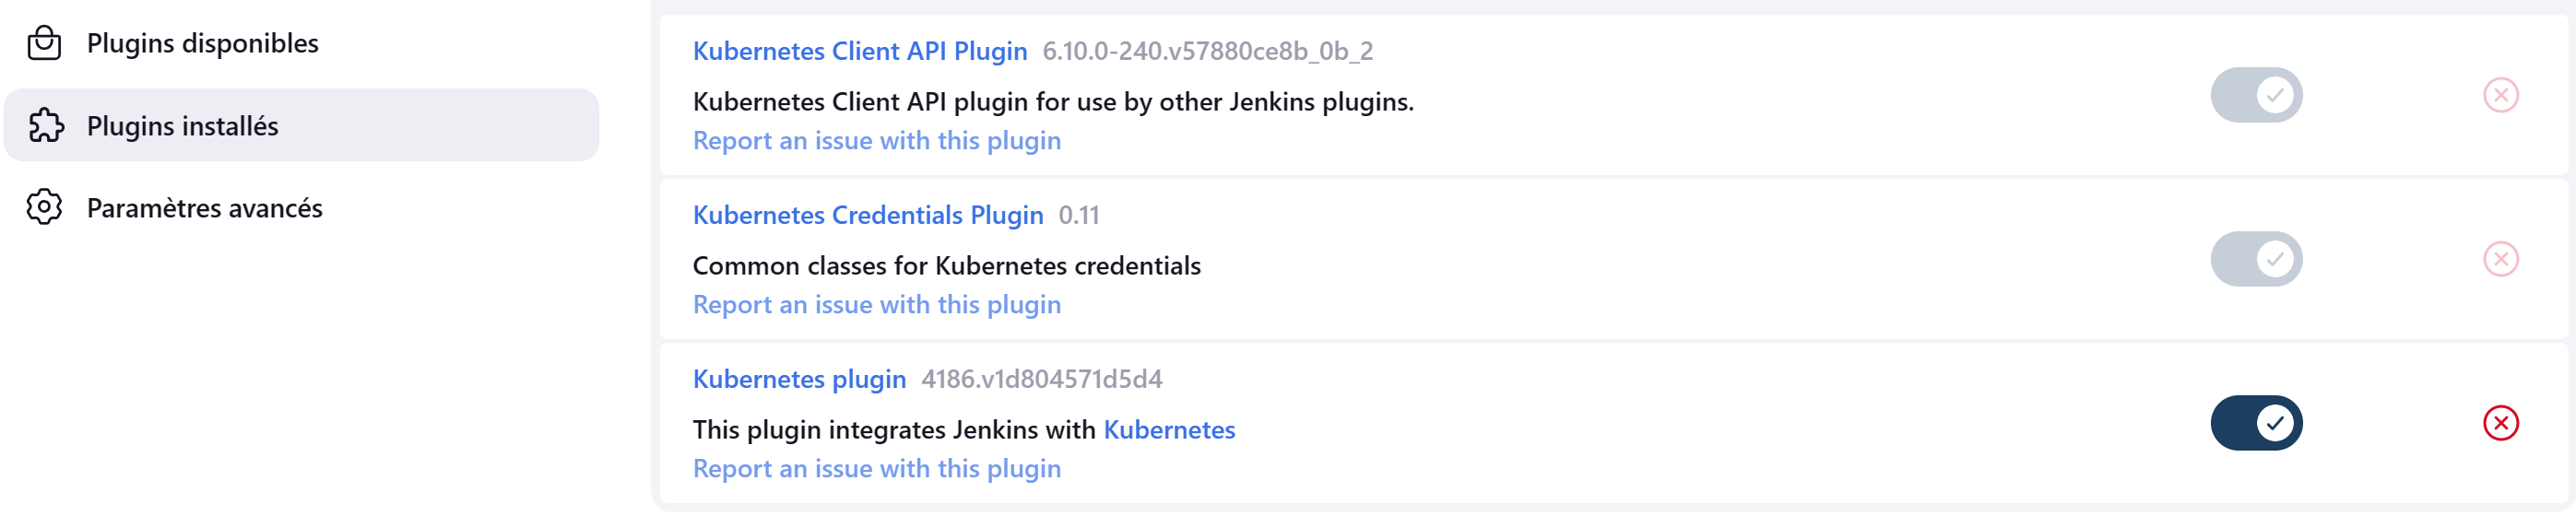 Plugins disponibles
Plugins installés
Paramètres avancés
Kubernetes Client API Plugin 6.10.0-240.v57880ce8b_0b_2
Kubernetes Client API plugin for use by other Jenkins plugins.
Report an issue with this plugin
Kubernetes Credentials Plugin 0.11
Common classes for Kubernetes credentials
Report an issue with this plugin
Kubernetes plugin 4186.v1d804571d5d4
This plugin integrates Jenkins with Kubernetes
Report an issue with this plugin